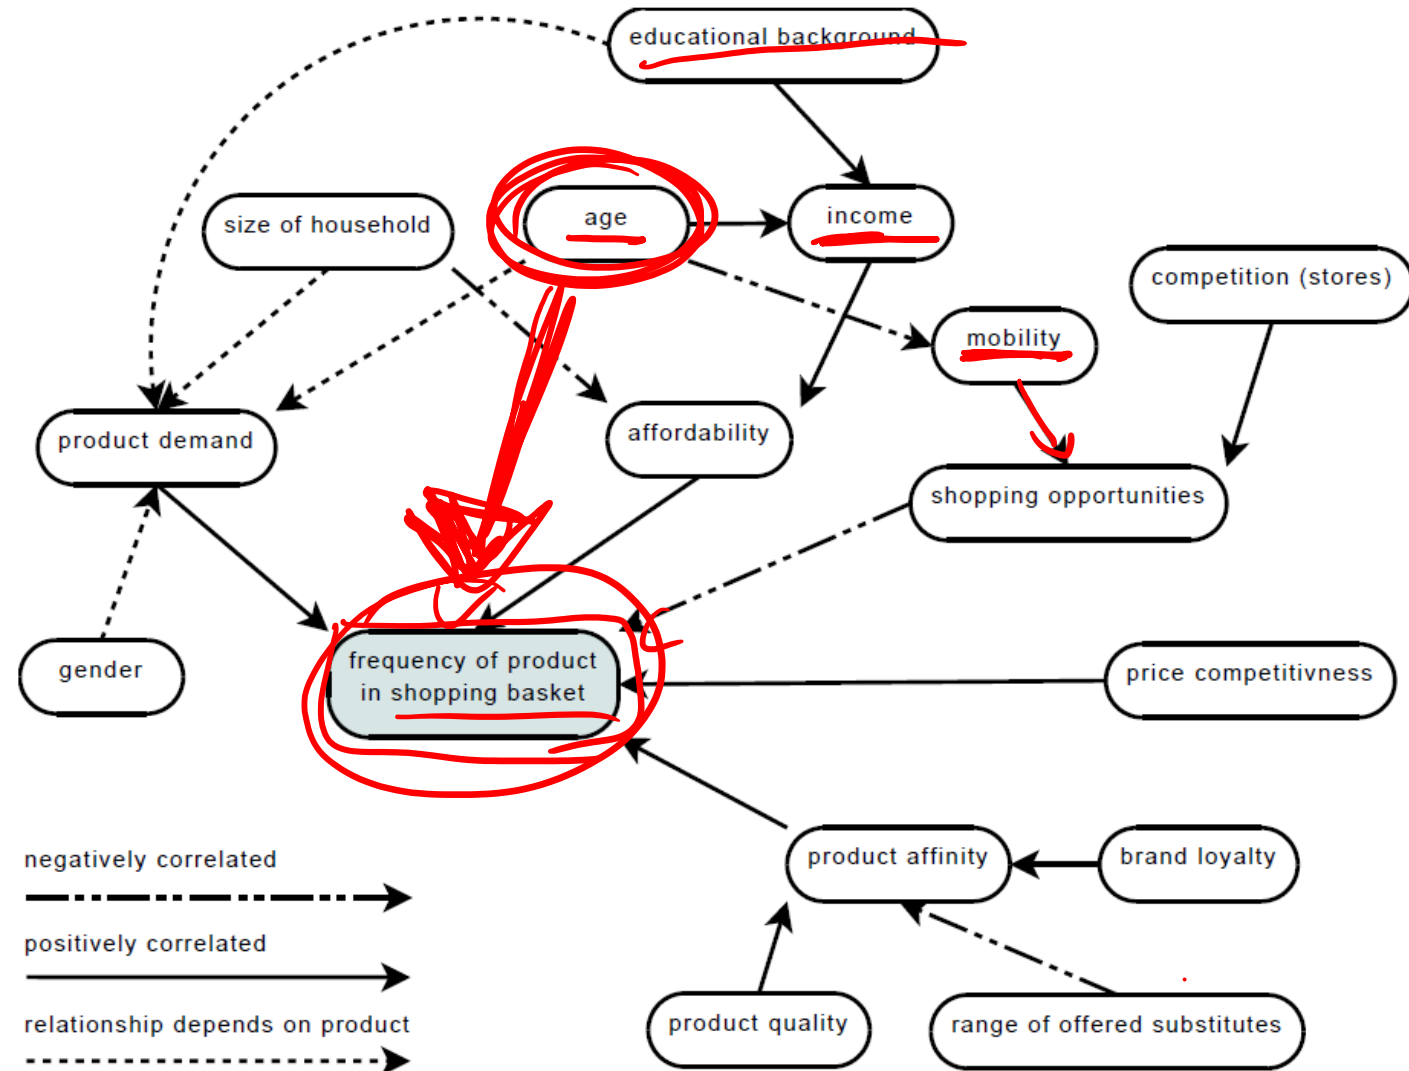 educational background
size of household
age
income
competition (stores)
mobility
product demand
affordability
shopping opportunities
gender
frequency of product
in shopping basket
price competitivness
product affinity
brand loyalty
negatively correlated
positively correlated
relationship depends on product
product quality
range of offered substitutes